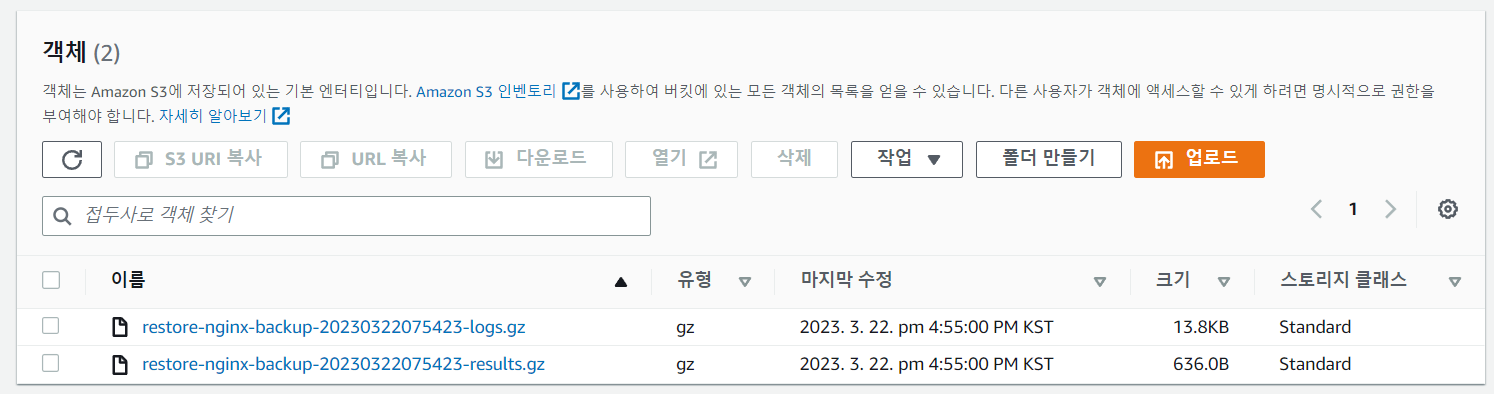 객체 (2)
객체는 Amazon S3에 저장되어 있는 기본 엔터티입니다. Amazon S3 인벤토리 를 사용하여 버킷에 있는 모든 객체의 목록을 얻을 수 있습니다. 다른 사용자가 객체에 액세스할 수 있게 하려면 명시적으로 권한을
부여해야 합니다. 자세히 알아보기
S3 URI 복사 URL 복사 다운로드 열기 삭제 작업 폴더 만들기 업로드
접두사로 객체 찾기 1
이름 유형 마지막 수정 크기 스토리지 클래스
restore-nginx-backup-20230322075423-logs.gz gz 2023. 3. 22. pm 4:55:00 PM KST 13.8KB Standard
restore-nginx-backup-20230322075423-results.gz gz 2023. 3. 22. pm 4:55:00 PM KST 636.0B Standard